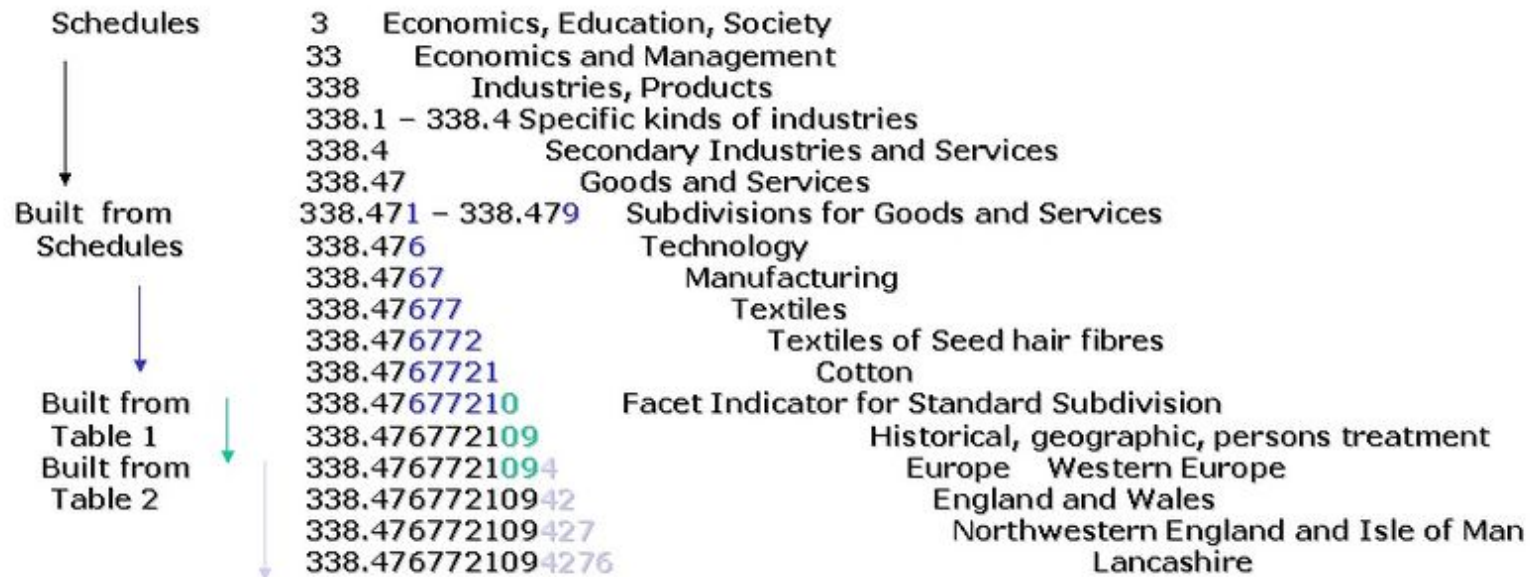 Schedules 3 Economics, Education, Society
33 Economics and Management
338 Industries, Products
338.1 – 338.4 Specific kinds of industries
338.4 Secondary Industries and Services
338.47 Goods and Services
Built from 338.471 – 338.479 Subdivisions for Goods and Services
Schedules 338.476 Technology
338.4767 Manufacturing
338.47677 Textiles
338.476772 Textiles of Seed hair fibres
338.4767721 Cotton
Built from 338.47677210 Facet Indicator for Standard Subdivision
Table 1 338.476772109 Historical, geographic, persons treatment
Built from 338.4767721094 Europe Western Europe
Table 2 338.47677210942 England and Wales
338.476772109427 Northwestern England and Isle of Man
338.4767721094276 Lancashire